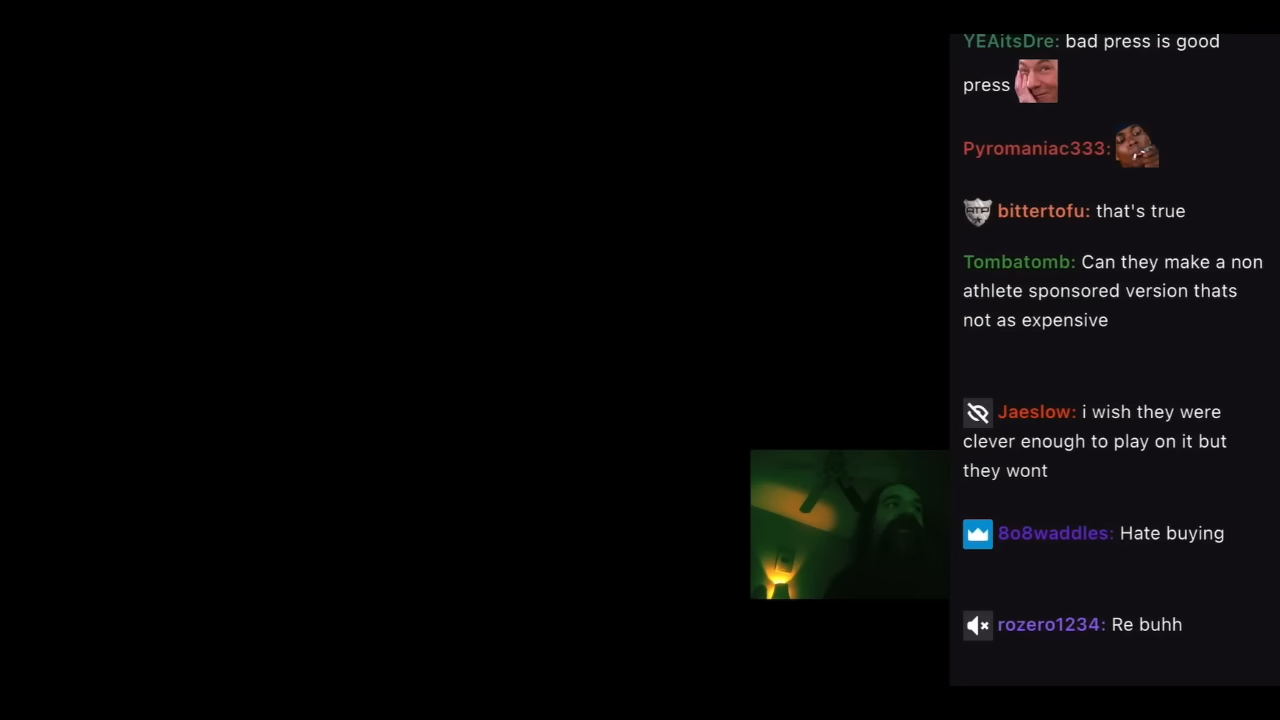 YEAitsDre: bad press is good
press
Pyromaniac333:
bittertofu: that's true
Tombatomb: Can they make a non
athlete sponsored version thats
not as expensive
Jaeslow: i wish they were
clever enough to play on it but
they wont
8o8waddles: Hate buying
rozero1234: Re buhh